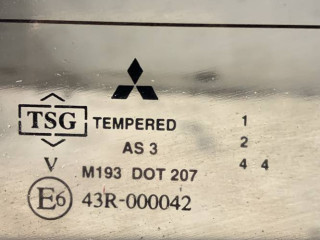 TSG TEMPERED 1
AS 3 2
V M193 DOT 207 4 4
E6 43R-000042